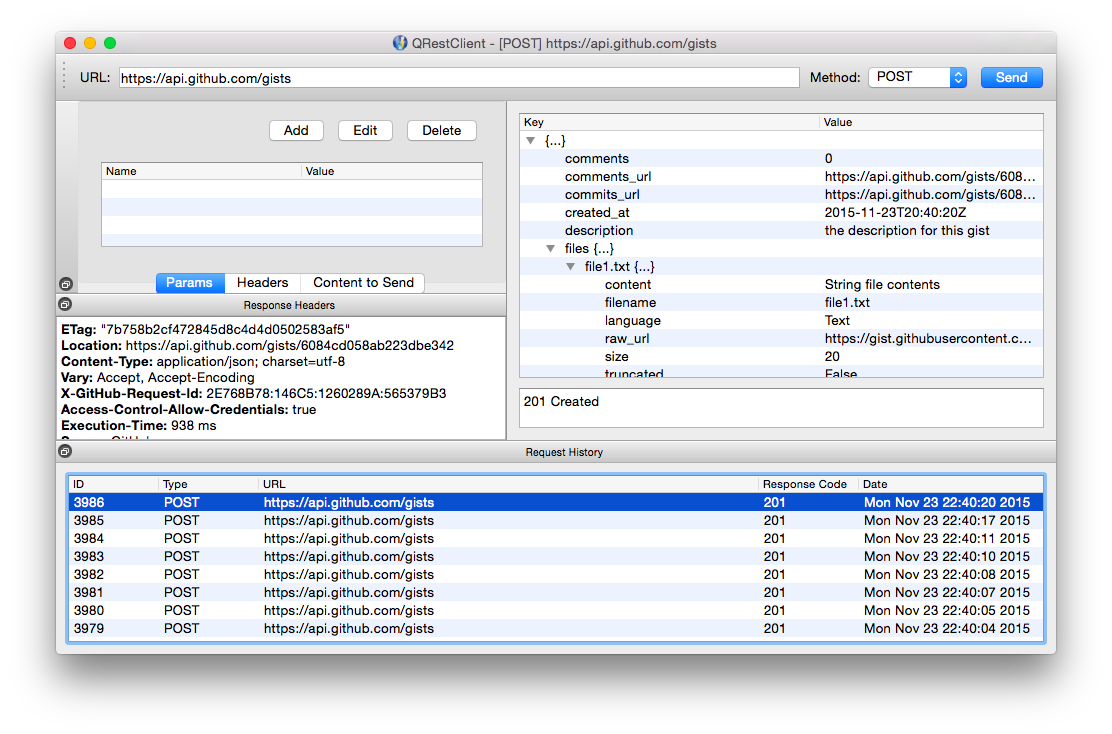 QRestClient - [POST] https://api.github.com/gists
URL: https://api.github.com/gists Method: POST Send
Add Edit Delete
Name Value
Params Headers Content to Send
Response Headers
ETag: "7b758b2cf472845d8c4d4d0502583af5"
Location: https://api.github.com/gists/6084cd058ab223dbe342
Content-Type: application/json; charset=utf-8
Vary: Accept, Accept-Encoding
X-GitHub-Request-Id: 2E768B78:146C5:1260289A:565379B3
Access-Control-Allow-Credentials: true
Execution-Time: 938 ms
Key Value
{...}
comments 0
comments_url https://api.github.com/gists/608...
commits_url https://api.github.com/gists/608...
created_at 2015-11-23T20:40:20Z
description the description for this gist
files {...}
file1.txt {...}
content String file contents
filename file1.txt
language Text
raw_url https://gist.githubusercontent.c...
size 20
truncated False
201 Created
Request History
ID Type URL Response Code Date
3986 POST https://api.github.com/gists 201 Mon Nov 23 22:40:20 2015
3985 POST https://api.github.com/gists 201 Mon Nov 23 22:40:17 2015
3984 POST https://api.github.com/gists 201 Mon Nov 23 22:40:11 2015
3983 POST https://api.github.com/gists 201 Mon Nov 23 22:40:10 2015
3982 POST https://api.github.com/gists 201 Mon Nov 23 22:40:08 2015
3981 POST https://api.github.com/gists 201 Mon Nov 23 22:40:07 2015
3980 POST https://api.github.com/gists 201 Mon Nov 23 22:40:05 2015
3979 POST https://api.github.com/gists 201 Mon Nov 23 22:40:04 2015